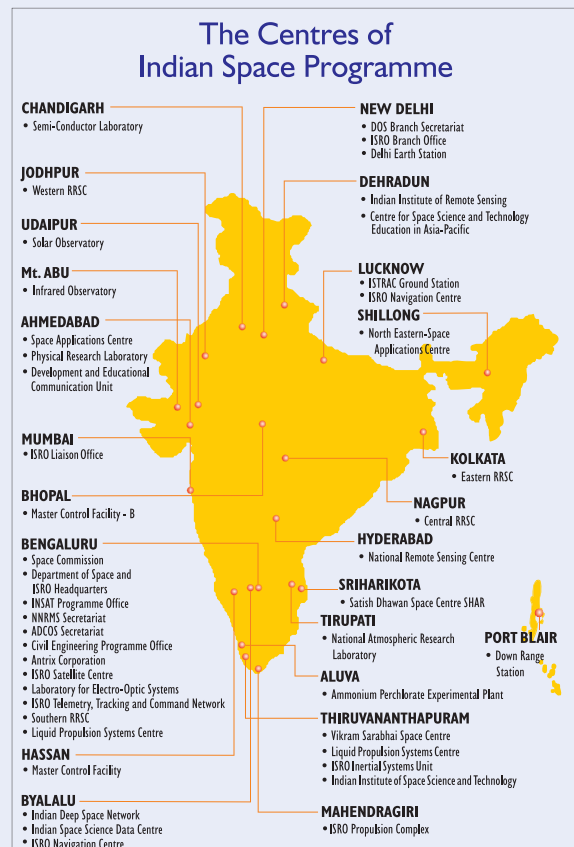 The Centres of
Indian Space Programme
CHANDIGARH
• Semi-Conductor Laboratory
JODHPUR
• Western RRSC
UDAIPUR
• Solar Observatory
Mt. ABU
• Infrared Observatory
AHMEDABAD
• Space Applications Centre
• Physical Research Laboratory
• Development and Educational
Communication Unit
MUMBAI
• ISRO Liaison Office
BHOPAL
• Master Control Facility - B
BENGALURU
• Space Commission
• Department of Space and
ISRO Headquarters
• INSAT Programme Office
• NNRMS Secretariat
• ADCOS Secretariat
• Civil Engineering Programme Office
• Antrix Corporation
• ISRO Satellite Centre
• Laboratory for Electro-Optic Systems
• ISRO Telemetry, Tracking and Command Network
• Southern RRSC
• Liquid Propulsion Systems Centre
HASSAN
• Master Control Facility
BYALALU
• Indian Deep Space Network
• Indian Space Science Data Centre
• ISRO Navigation Centre
NEW DELHI
• DOS Branch Secretariat
• ISRO Branch Office
• Delhi Earth Station
DEHRADUN
• Indian Institute of Remote Sensing
• Centre for Space Science and Technology
Education in Asia-Pacific
LUCKNOW
• ISTRAC Ground Station
• ISRO Navigation Centre
SHILLONG
• North Eastern-Space
Applications Centre
KOLKATA
• Eastern RRSC
NAGPUR
• Central RRSC
HYDERABAD
• National Remote Sensing Centre
SRIHARIKOTA
• Satish Dhawan Space Centre SHAR
TIRUPATI
• National Atmospheric Research
Laboratory
PORT BLAIR
• Down Range
Station
ALUVA
• Ammonium Perchlorate Experimental Plant
THIRUVANANTHAPURAM
• Vikram Sarabhai Space Centre
• Liquid Propulsion Systems Centre
• ISRO Inertial Systems Unit
• Indian Institute of Space Science and Technology
MAHENDRAGIRI
• ISRO Propulsion Complex